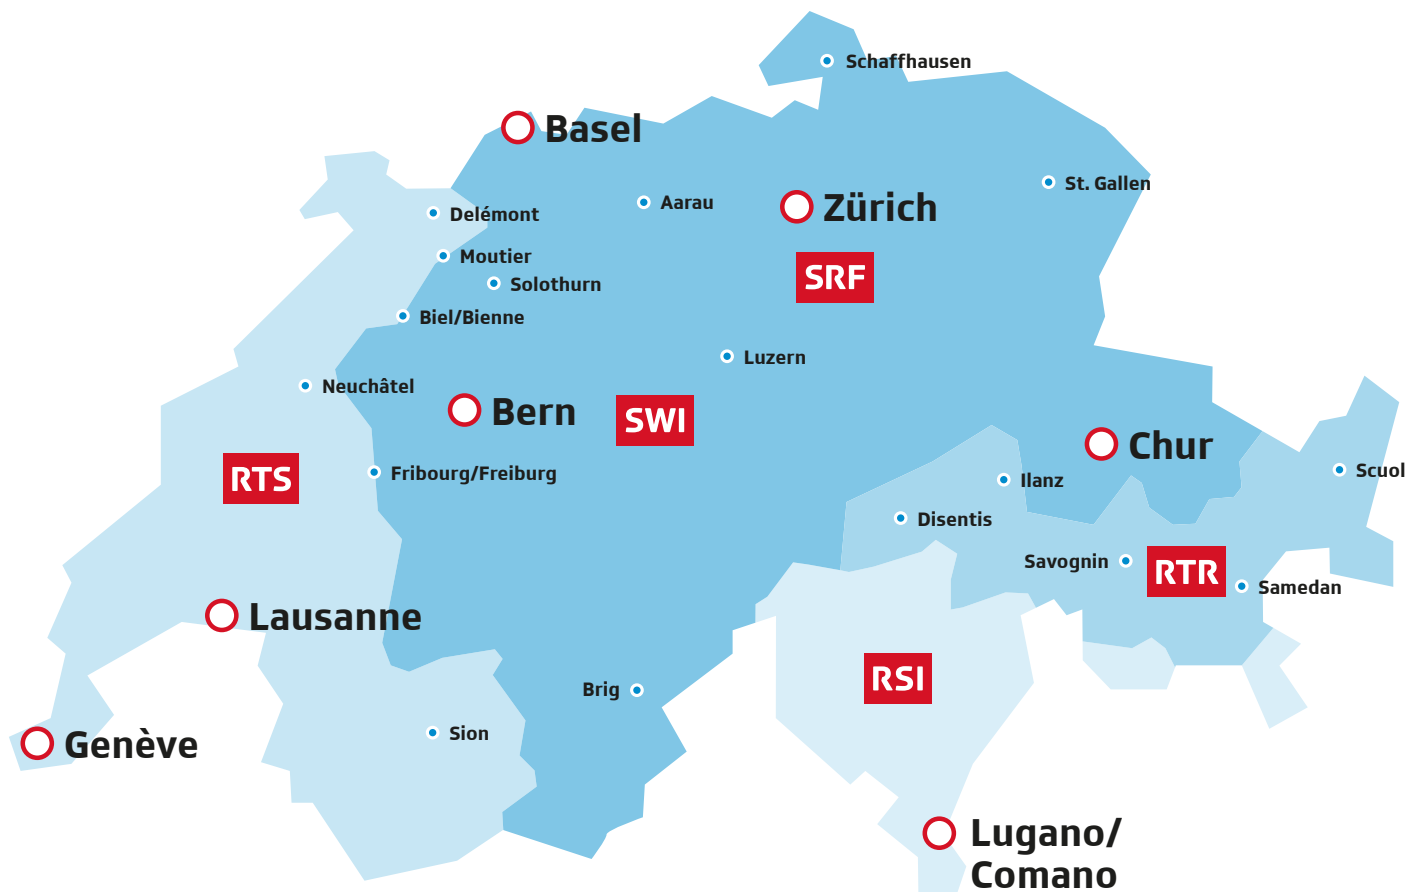 Schaffhausen
Basel
St. Gallen
Aarau
Zürich
Delémont
Moutier
SRF
Solothurn
Biel/Bienne
Luzern
Neuchâtel
Bern
SWI
Chur
RTS
Fribourg/Freiburg
Scuol
Ilanz
Disentis
Savognin
RTR
Samedan
Lausanne
RSI
Brig
Sion
Genève
Lugano/
Comano